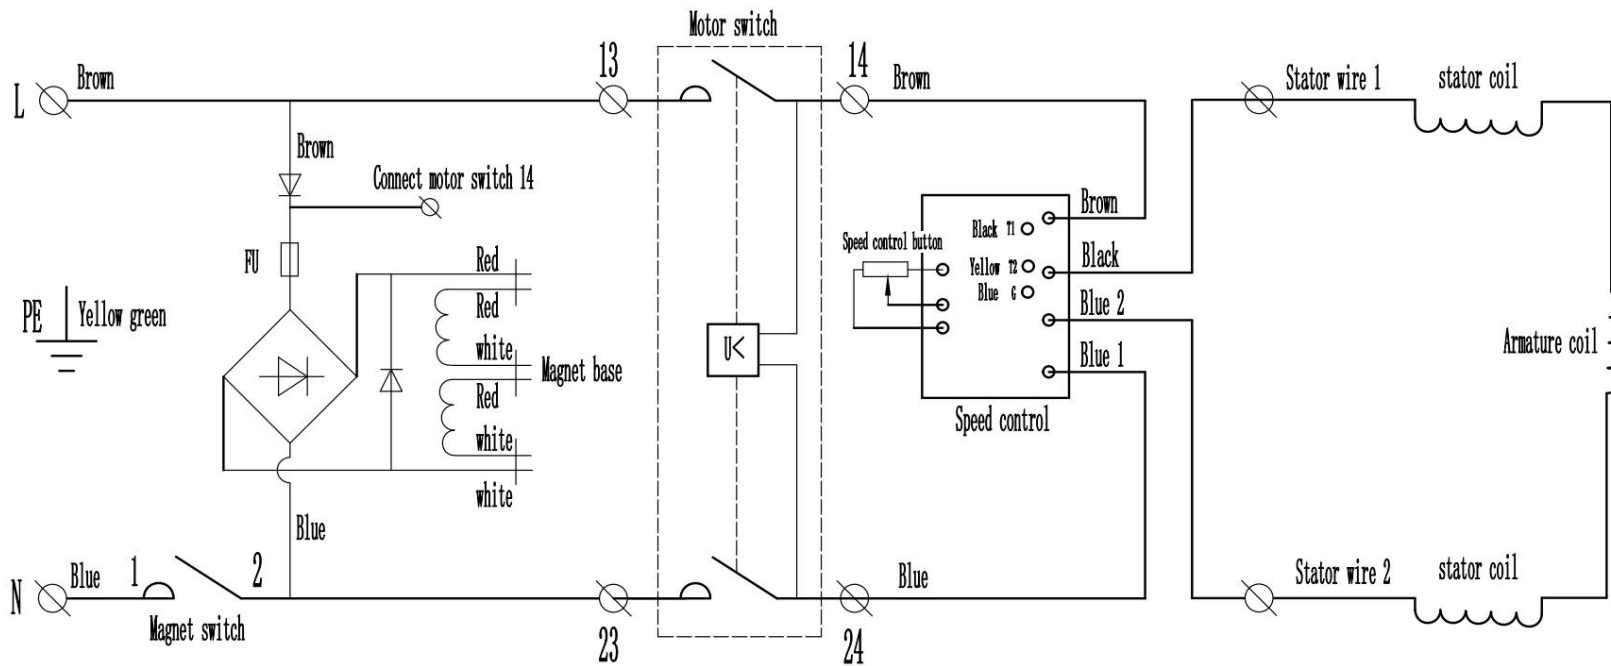 Motor switch
L
Brown
13
14
Brown
Stator wire 1
stator coil
Brown
Connect motor switch 14
FU
Red
Red
white
Magnet base
Red
white
white
PE
Yellow green
U<
Speed control button
Black T1
Yellow T2
Blue G
Brown
Black
Blue 2
Blue 1
Speed control
Armature coil
Blue
N
Blue
1
2
Magnet switch
23
24
Blue
Stator wire 2
stator coil